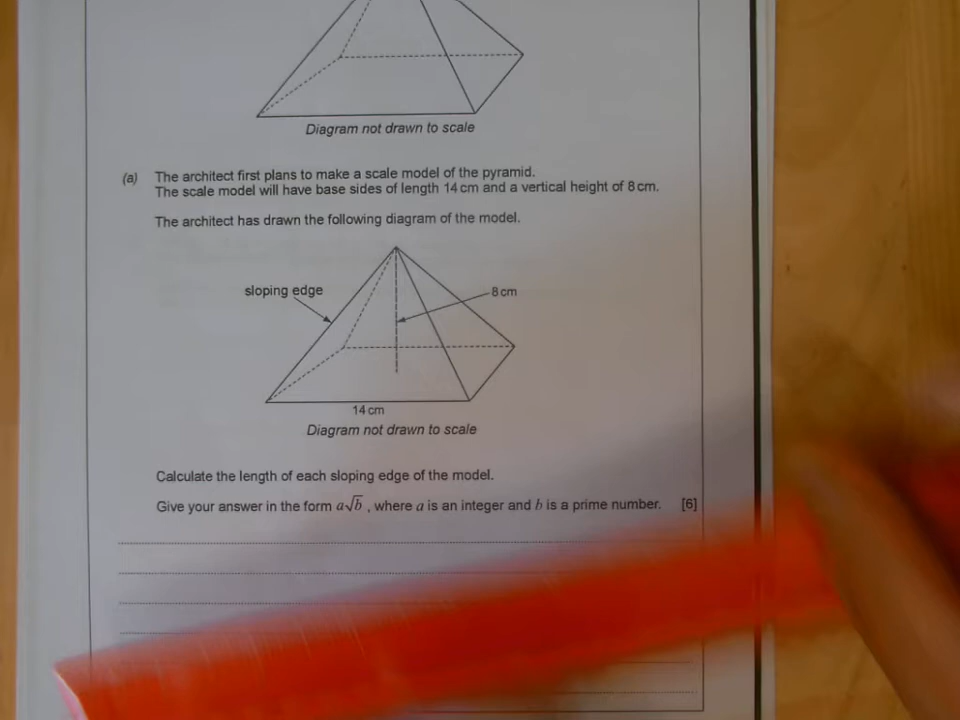 Diagram not drawn to scale
(a) The architect first plans to make a scale model of the pyramid.
The scale model will have base sides of length 14 cm and a vertical height of 8 cm.
The architect has drawn the following diagram of the model.
sloping edge
8 cm
14 cm
Diagram not drawn to scale
Calculate the length of each sloping edge of the model.
Give your answer in the form a√b , where a is an integer and b is a prime number. [6]